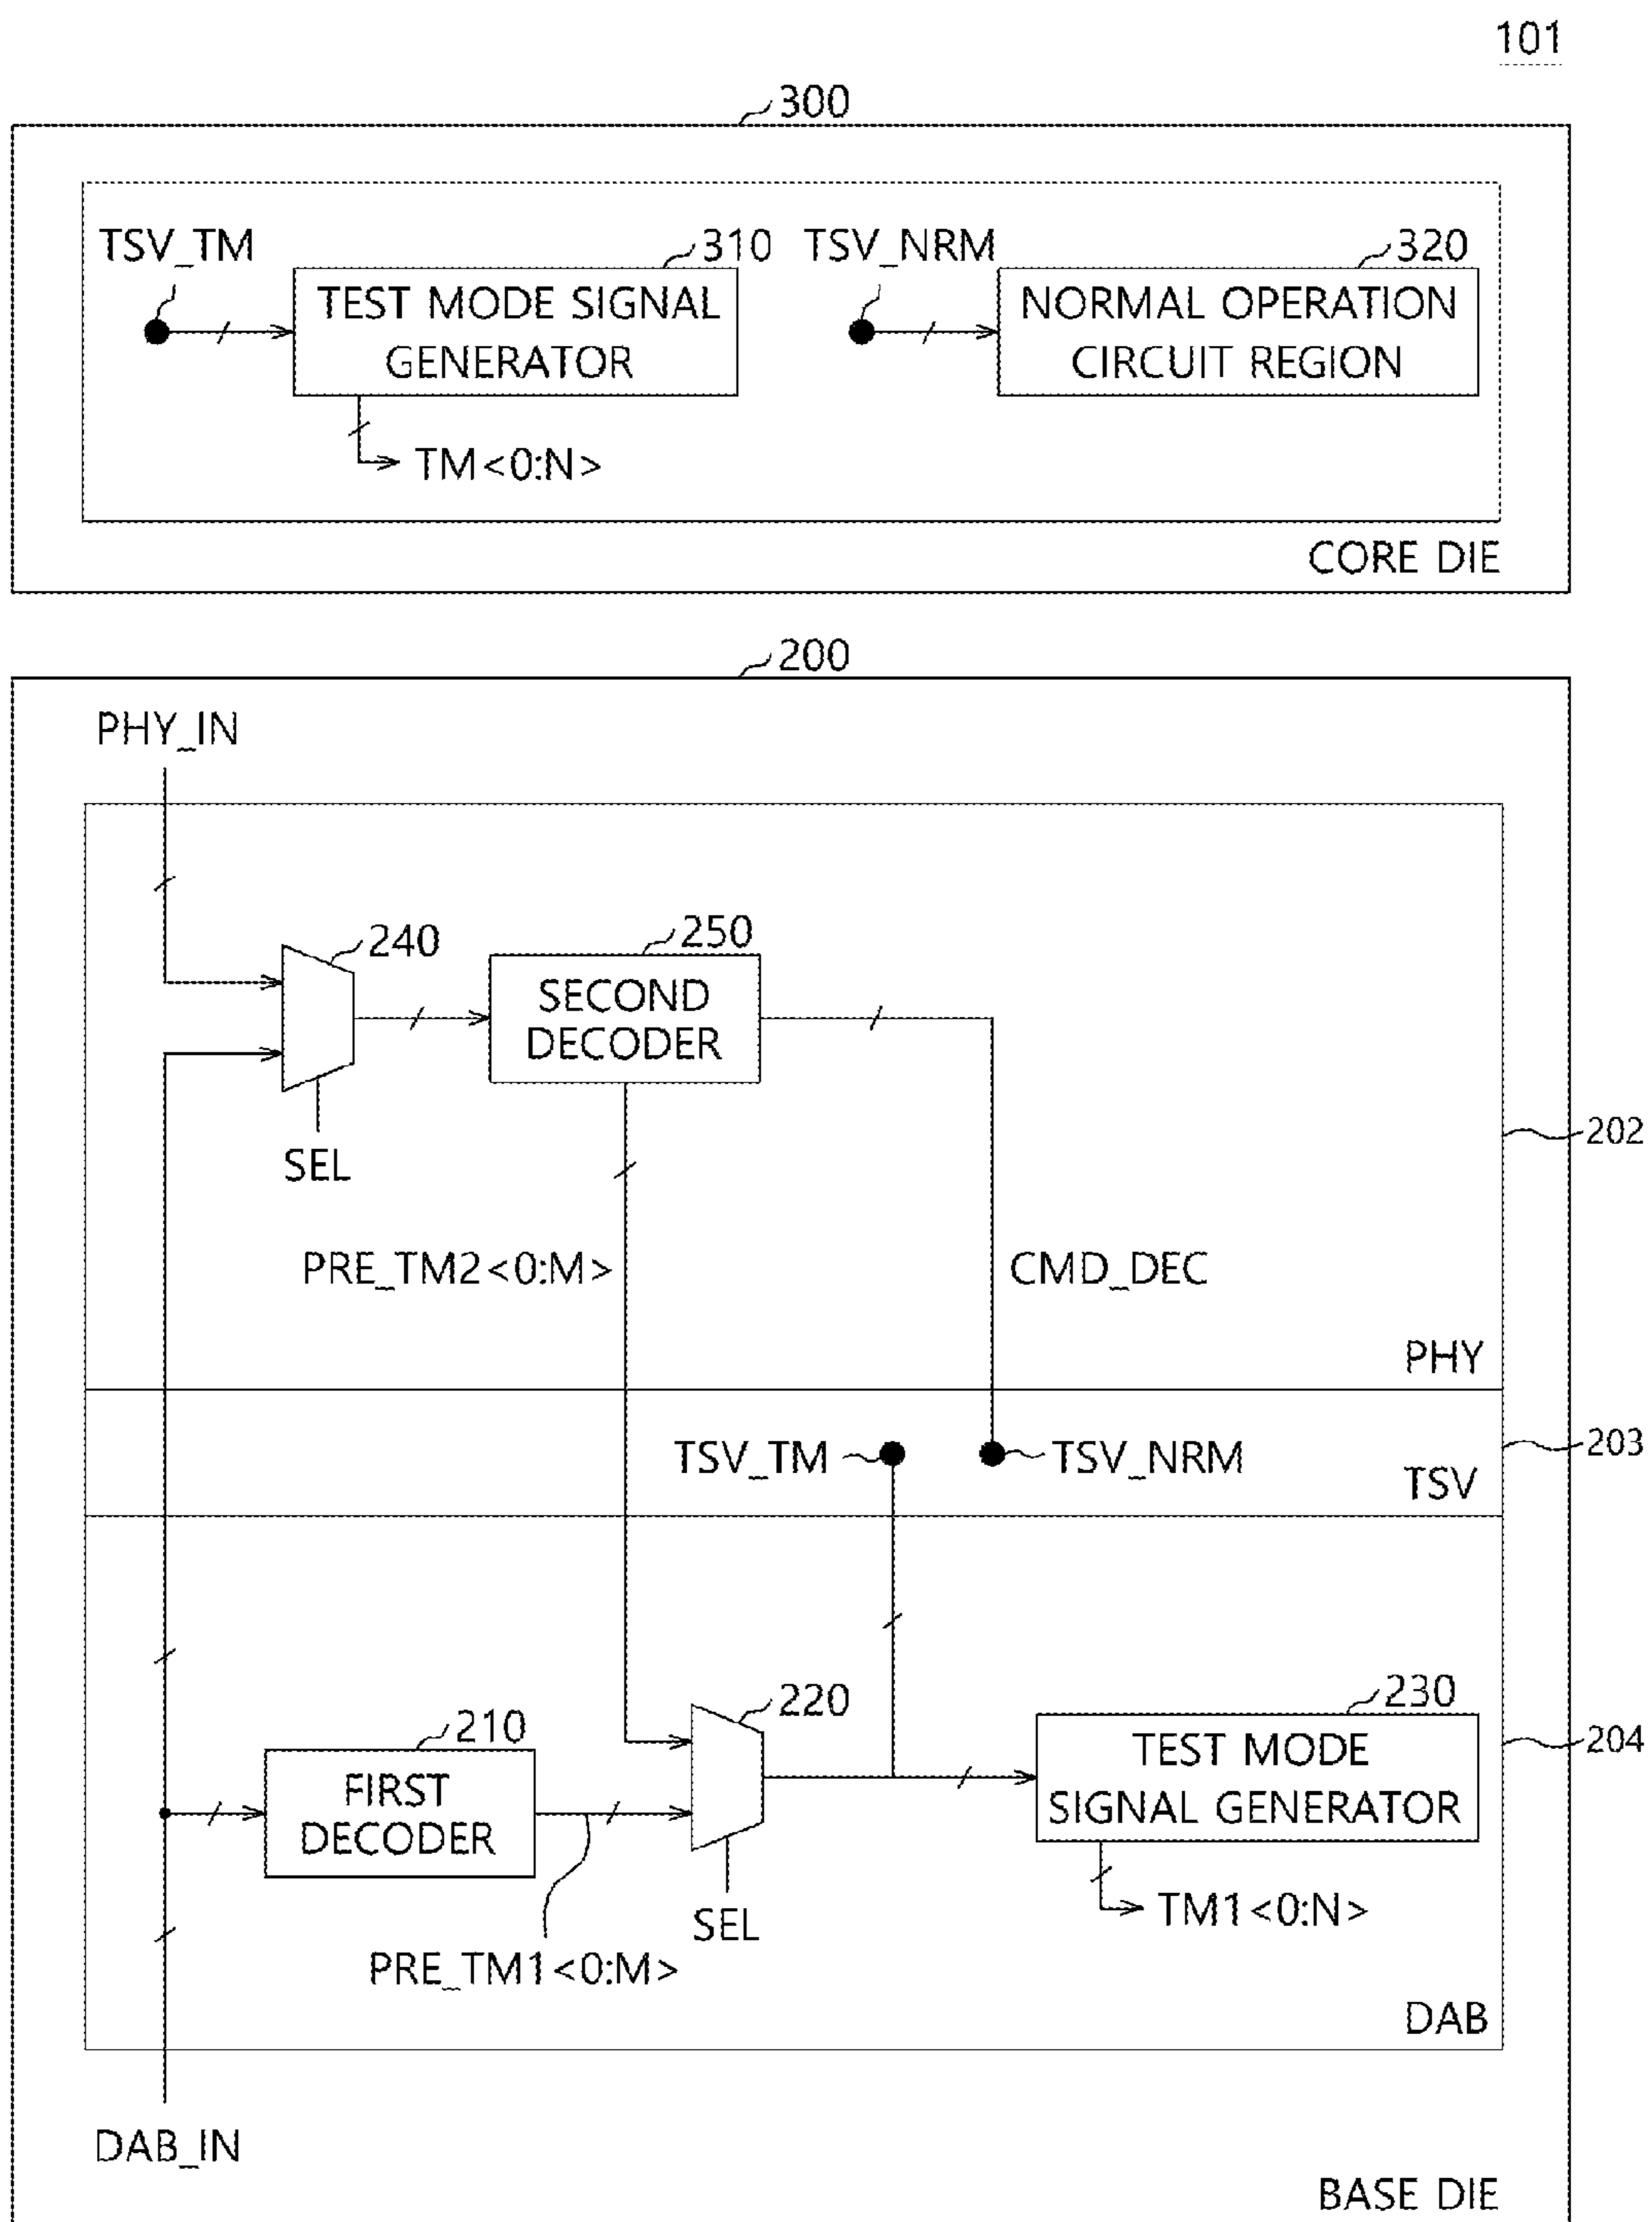 101
300
TSV_TM
310
TSV_NRM
320
TEST MODE SIGNAL
GENERATOR
NORMAL OPERATION
CIRCUIT REGION
TM<0:N>
CORE DIE
200
PHY_IN
240
250
SECOND
DECODER
SEL
202
PRE_TM2<0:M>
CMD_DEC
PHY
TSV_TM
TSV_NRM
203
TSV
220
230
210
TEST MODE
SIGNAL GENERATOR
204
FIRST
DECODER
SEL
TM1<0:N>
PRE_TM1<0:M>
DAB
DAB_IN
BASE DIE